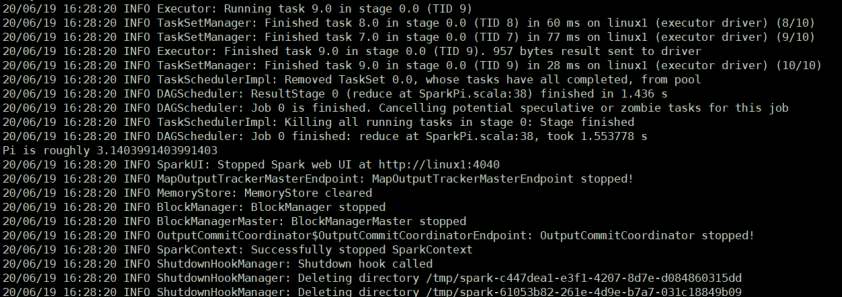 20/06/19 16:28:20 INFO Executor: Running task 9.0 in stage 0.0 (TID 9)
20/06/19 16:28:20 INFO TaskSetManager: Finished task 8.0 in stage 0.0 (TID 8) in 60 ms on linux1 (executor driver) (8/10)
20/06/19 16:28:20 INFO TaskSetManager: Finished task 7.0 in stage 0.0 (TID 7) in 77 ms on linux1 (executor driver) (9/10)
20/06/19 16:28:20 INFO Executor: Finished task 9.0 in stage 0.0 (TID 9). 957 bytes result sent to driver
20/06/19 16:28:20 INFO TaskSetManager: Finished task 9.0 in stage 0.0 (TID 9) in 28 ms on linux1 (executor driver) (10/10)
20/06/19 16:28:20 INFO TaskSchedulerImpl: Removed TaskSet 0.0, whose tasks have all completed, from pool
20/06/19 16:28:20 INFO DAGScheduler: ResultStage 0 (reduce at SparkPi.scala:38) finished in 1.436 s
20/06/19 16:28:20 INFO DAGScheduler: Job 0 is finished. Cancelling potential speculative or zombie tasks for this job
20/06/19 16:28:20 INFO TaskSchedulerImpl: Killing all running tasks in stage 0: Stage finished
20/06/19 16:28:20 INFO DAGScheduler: Job 0 finished: reduce at SparkPi.scala:38, took 1.553778 s
Pi is roughly 3.1403991403991403
20/06/19 16:28:20 INFO SparkUI: Stopped Spark web UI at http://linux1:4040
20/06/19 16:28:20 INFO MapOutputTrackerMasterEndpoint: MapOutputTrackerMasterEndpoint stopped!
20/06/19 16:28:20 INFO MemoryStore: MemoryStore cleared
20/06/19 16:28:20 INFO BlockManager: BlockManager stopped
20/06/19 16:28:20 INFO BlockManagerMaster: BlockManagerMaster stopped
20/06/19 16:28:20 INFO OutputCommitCoordinator$OutputCommitCoordinatorEndpoint: OutputCommitCoordinator stopped!
20/06/19 16:28:20 INFO SparkContext: Successfully stopped SparkContext
20/06/19 16:28:20 INFO ShutdownHookManager: Shutdown hook called
20/06/19 16:28:20 INFO ShutdownHookManager: Deleting directory /tmp/spark-c447dea1-e3f1-4207-8d7e-d084860315dd
20/06/19 16:28:20 INFO ShutdownHookManager: Deleting directory /tmp/spark-61053b82-261e-4d9e-b7a7-031c18849b09